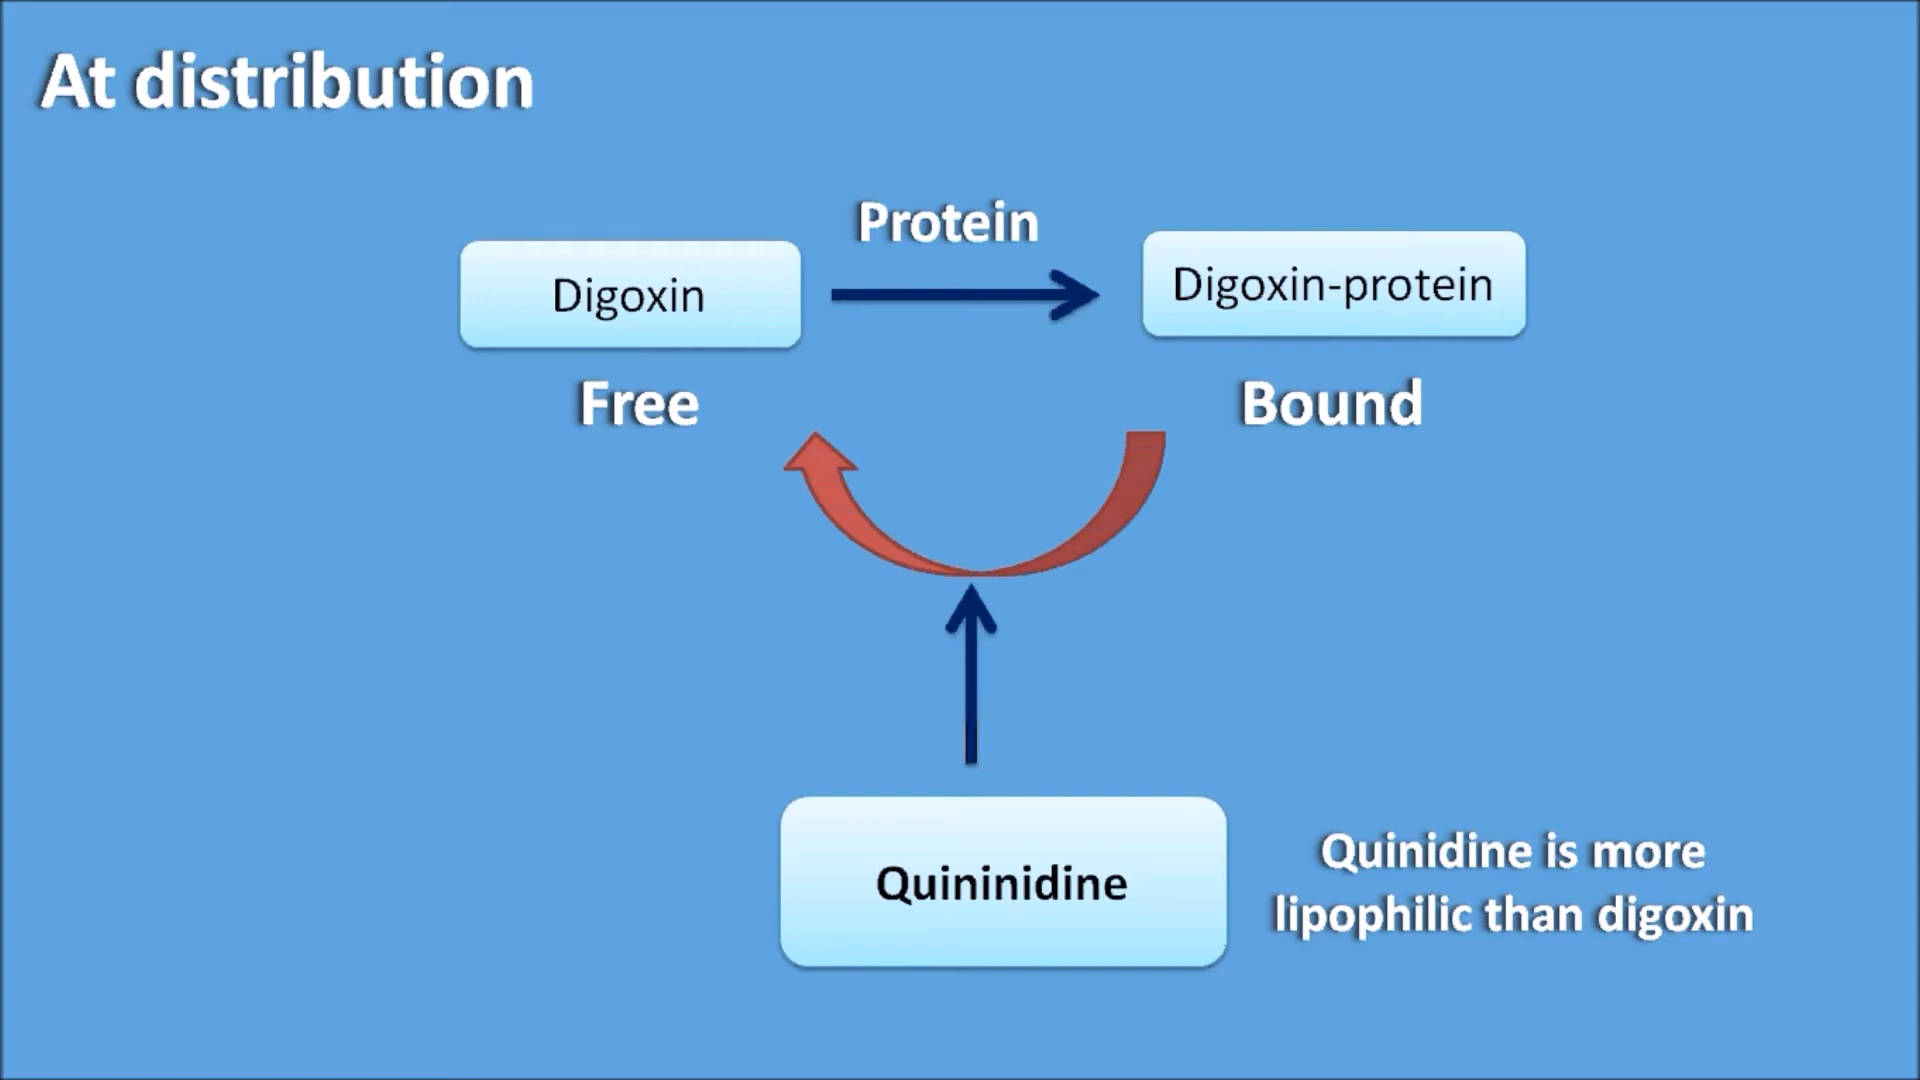 At distribution
Protein
Digoxin
Digoxin-protein
Free
Bound
Quininidine
Quinidine is more
lipophilic than digoxin